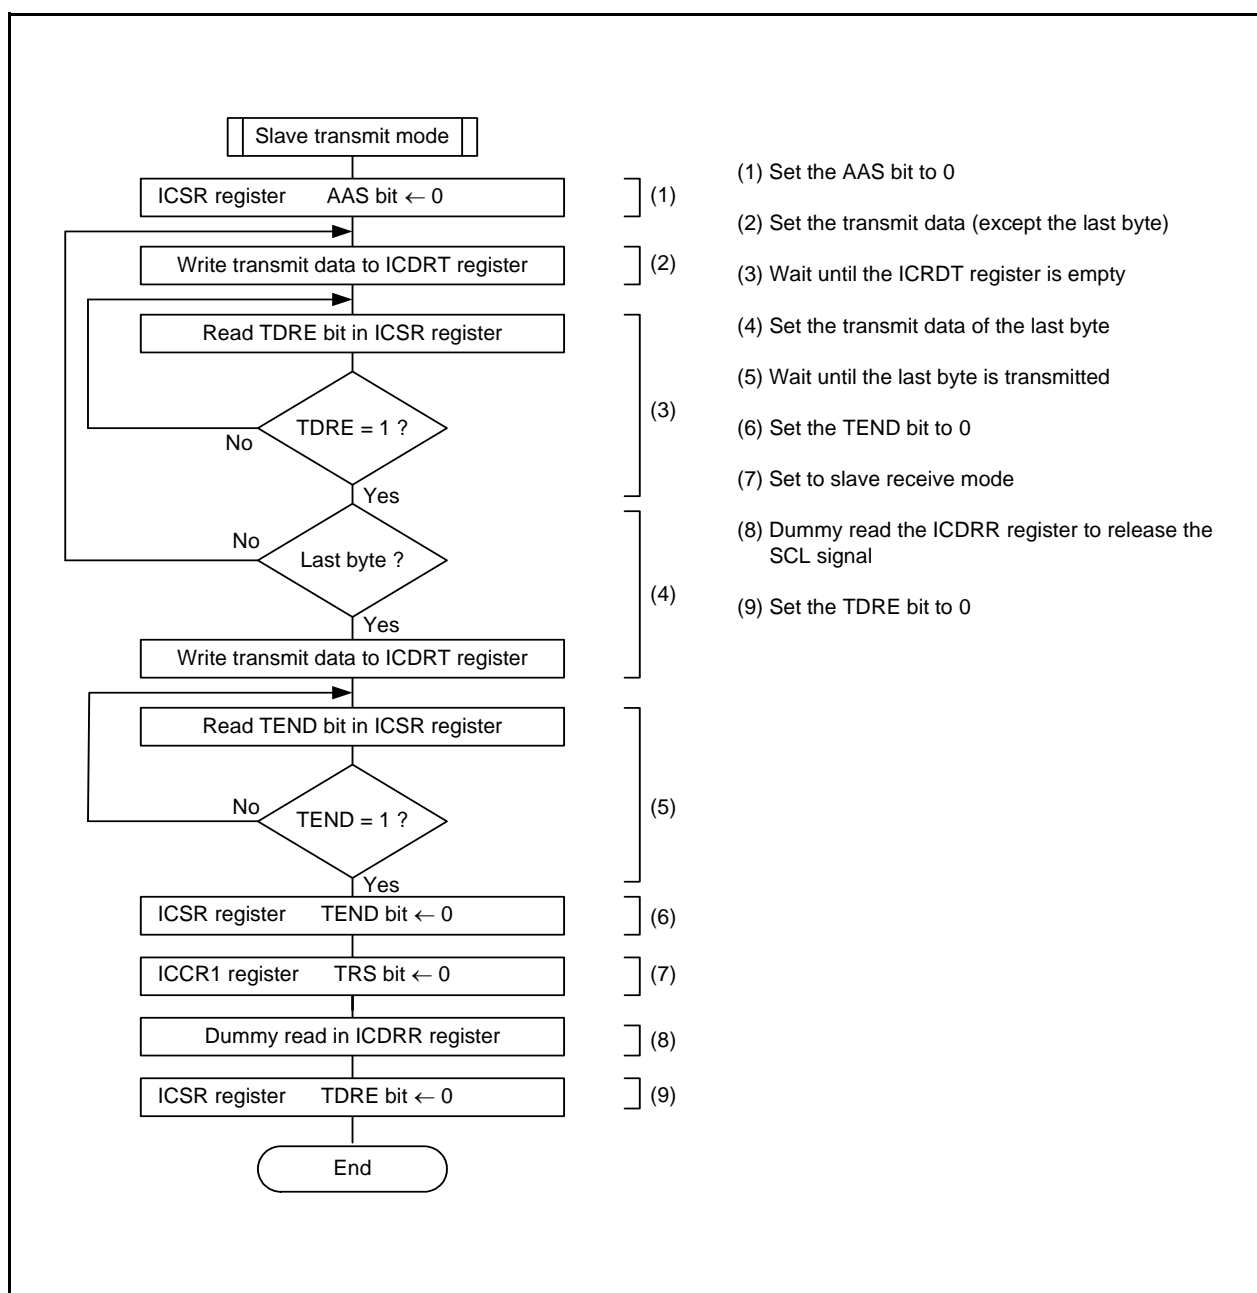 Slave transmit mode
ICSR register AAS bit ← 0
(1)
Write transmit data to ICDRT register
(2)
Read TDRE bit in ICSR register
TDRE = 1 ?
No
(3)
Yes
No
Last byte ?
(4)
Yes
Write transmit data to ICDRT register
Read TEND bit in ICSR register
No
TEND = 1 ?
(5)
Yes
ICSR register TEND bit ← 0
(6)
ICCR1 register TRS bit ← 0
(7)
Dummy read in ICDRR register
(8)
ICSR register TDRE bit ← 0
(9)
End
(1) Set the AAS bit to 0
(2) Set the transmit data (except the last byte)
(3) Wait until the ICRDT register is empty
(4) Set the transmit data of the last byte
(5) Wait until the last byte is transmitted
(6) Set the TEND bit to 0
(7) Set to slave receive mode
(8) Dummy read the ICDRR register to release the
SCL signal
(9) Set the TDRE bit to 0